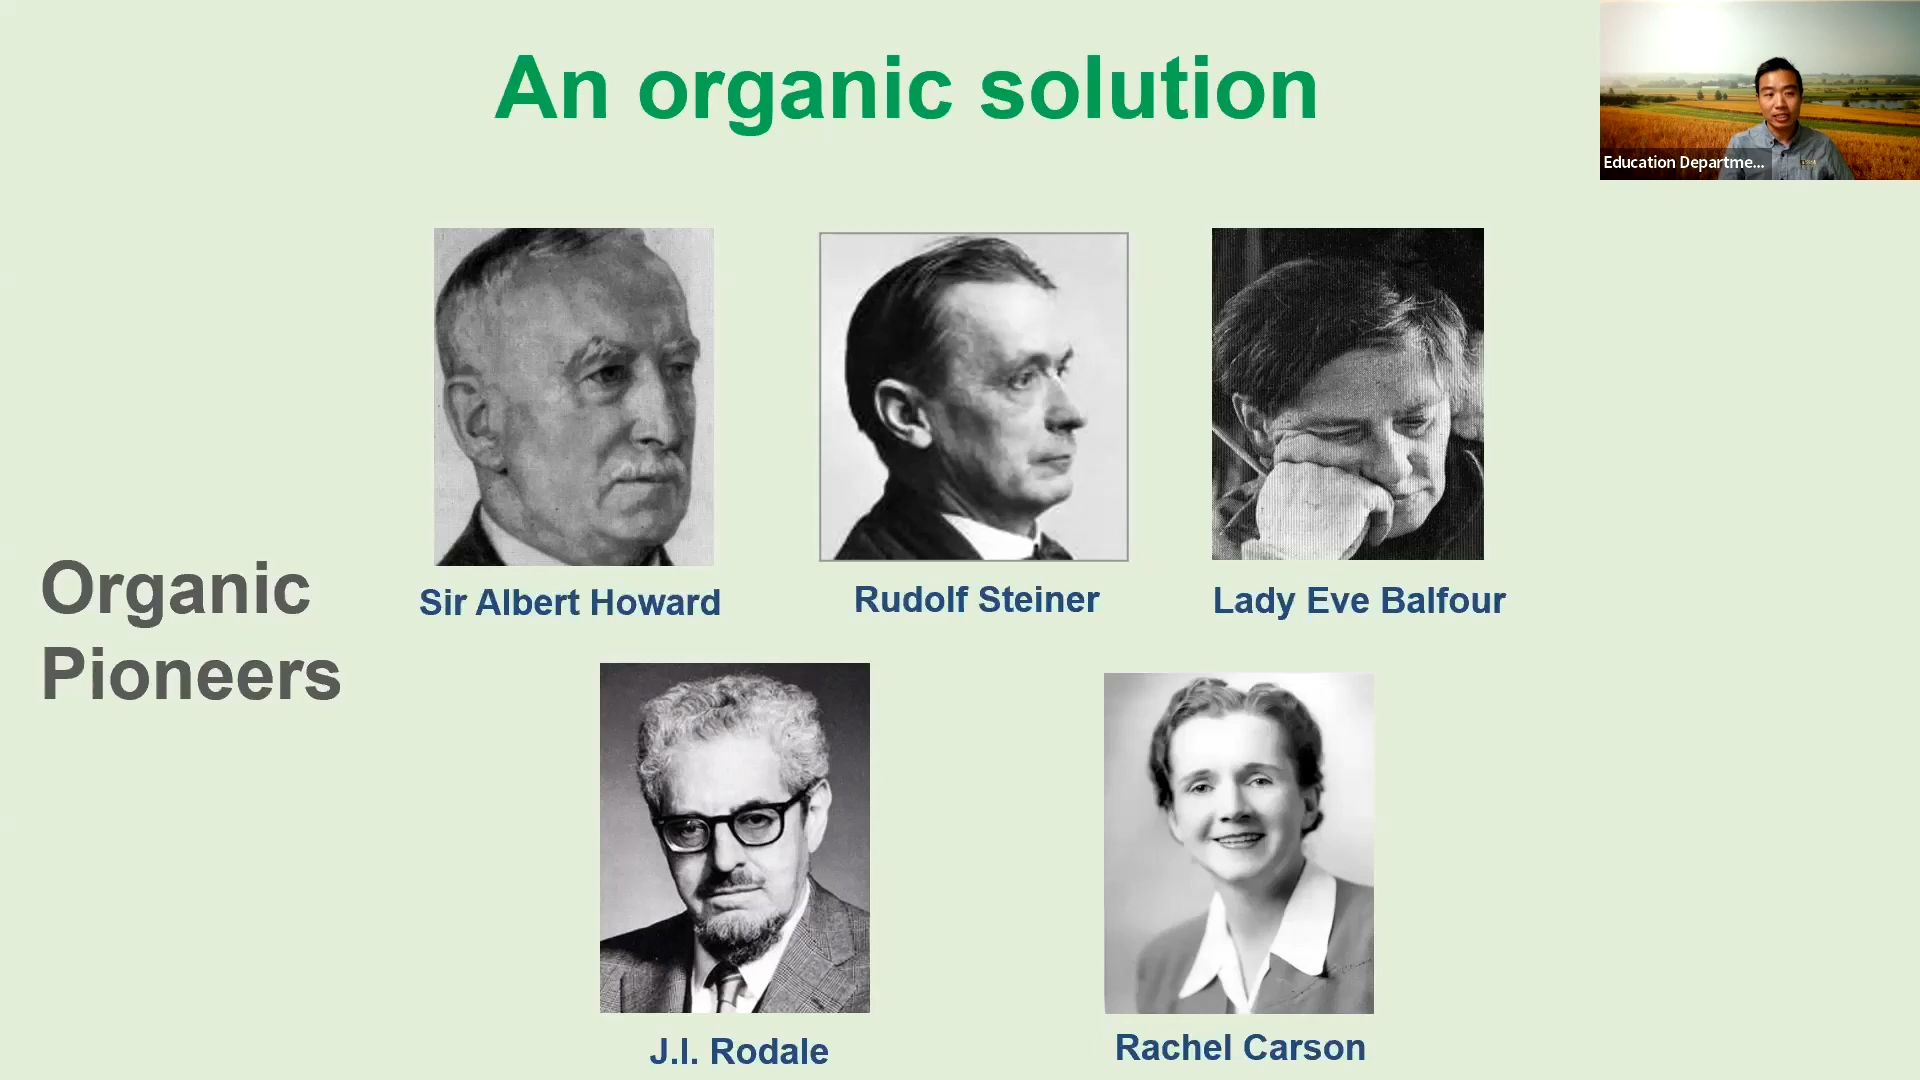 An organic solution
Education Departme...
Sir Albert Howard
Rudolf Steiner
Lady Eve Balfour
Organic
Pioneers
J.I. Rodale
Rachel Carson